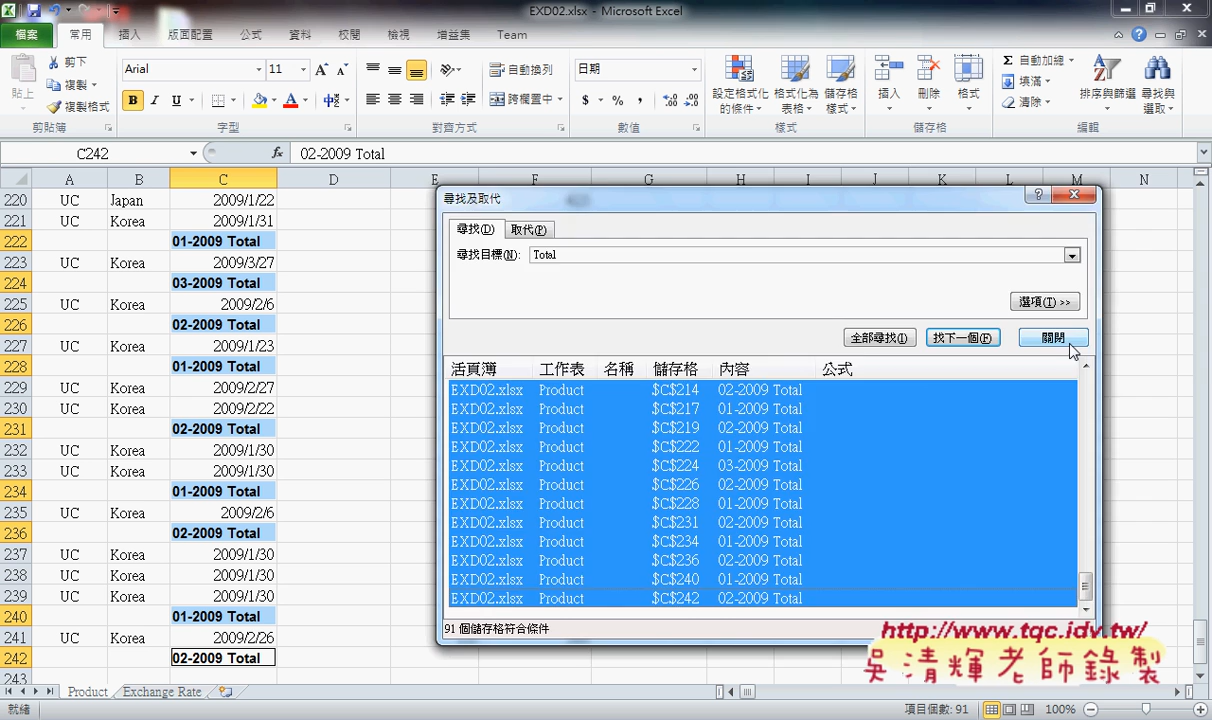 EXD02.xlsx - Microsoft Excel
檔案 常用 插入 版面配置 公式 資料 校閱 檢視 增益集 Team
貼上 剪下 複製 複製格式 剪貼簿
Arial 11 B I U A A A 中 字型
自動換列 跨欄置中 對齊方式
日期 $ % , 數值
設定格式化的條件 格式化為表格 儲存格樣式 樣式
插入 刪除 格式 儲存格
Σ 自動加總 填滿 清除 排序與篩選 尋找與選取 編輯
C242 fx 02-2009 Total
A B C D E F G H I J K L M N
220 UC Japan 2009/1/22
221 UC Korea 2009/1/31
222 01-2009 Total
223 UC Korea 2009/3/27
224 03-2009 Total
225 UC Korea 2009/2/6
226 02-2009 Total
227 UC Korea 2009/1/23
228 01-2009 Total
229 UC Korea 2009/2/27
230 UC Korea 2009/2/22
231 02-2009 Total
232 UC Korea 2009/1/30
233 UC Korea 2009/1/30
234 01-2009 Total
235 UC Korea 2009/2/6
236 02-2009 Total
237 UC Korea 2009/1/30
238 UC Korea 2009/1/30
239 UC Korea 2009/1/30
240 01-2009 Total
241 UC Korea 2009/2/26
242 02-2009 Total
243
尋找及取代
尋找(D) 取代(P)
尋找目標(N): Total
選項(T) >>
全部尋找(I) 找下一個(F) 關閉
活頁簿 工作表 名稱 儲存格 內容 公式
EXD02.xlsx Product $C$214 02-2009 Total
EXD02.xlsx Product $C$217 01-2009 Total
EXD02.xlsx Product $C$219 02-2009 Total
EXD02.xlsx Product $C$222 01-2009 Total
EXD02.xlsx Product $C$224 03-2009 Total
EXD02.xlsx Product $C$226 02-2009 Total
EXD02.xlsx Product $C$228 01-2009 Total
EXD02.xlsx Product $C$231 02-2009 Total
EXD02.xlsx Product $C$234 01-2009 Total
EXD02.xlsx Product $C$236 02-2009 Total
EXD02.xlsx Product $C$240 01-2009 Total
EXD02.xlsx Product $C$242 02-2009 Total
91 個儲存格符合條件
http://www.tqc.idv.tw/
吳清輝老師錄製
Product Exchange Rate
就緒 項目個數: 91 100%